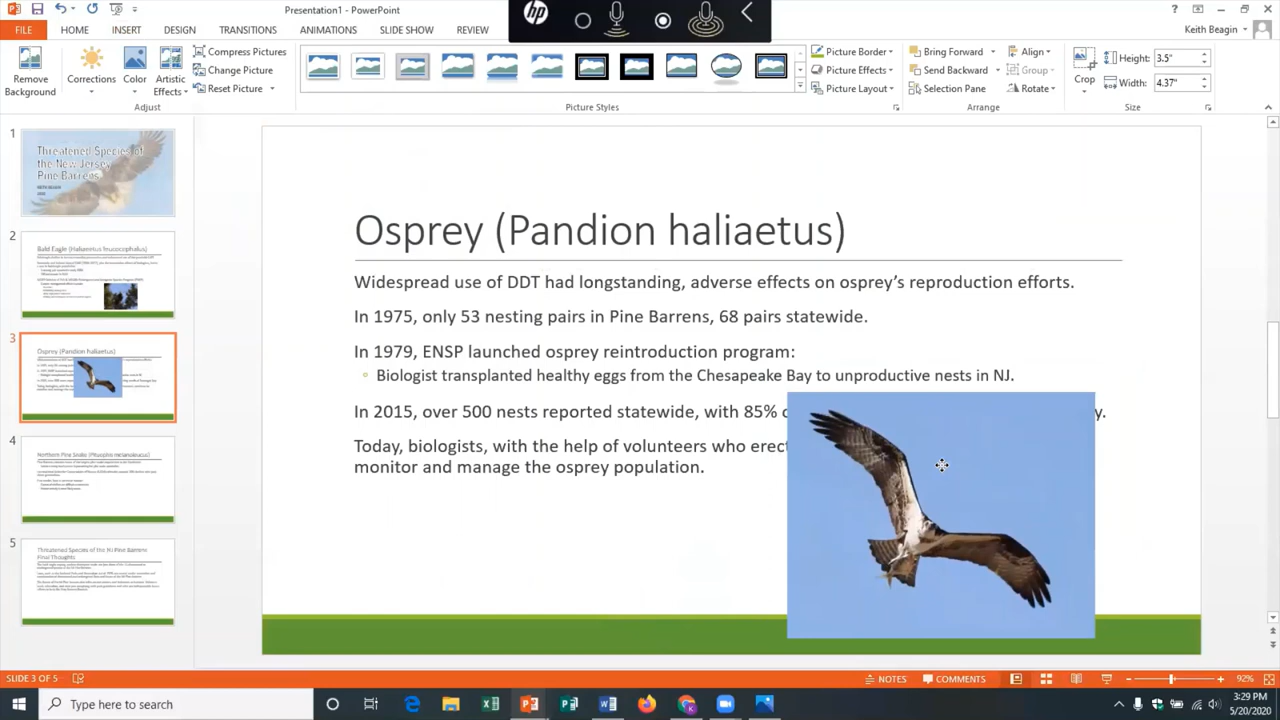 Presentation1 - PowerPoint
hp
?
FILE
HOME
INSERT
DESIGN
TRANSITIONS
ANIMATIONS
SLIDE SHOW
REVIEW
Keith Beagin
Remove Background
Corrections
Color
Artistic Effects
Compress Pictures
Change Picture
Reset Picture
Adjust
Picture Styles
Picture Border
Picture Effects
Picture Layout
Bring Forward
Send Backward
Selection Pane
Align
Group
Rotate
Arrange
Crop
Height: 3.5"
Width: 4.37"
Size
1
Threatened Species of
the New Jersey
Pine Barrens
2
Bald Eagle (Haliaeetus leucocephalus)
3
Osprey (Pandion haliaetus)
4
Northern Pine Snake (Pituophis melanoleucus)
5
Threatened Species of the NJ Pine Barrens
Final Thoughts
Osprey (Pandion haliaetus)
Widespread use of DDT had longstanding, adverse effects on osprey's reproduction efforts.
In 1975, only 53 nesting pairs in Pine Barrens, 68 pairs statewide.
In 1979, ENSP launched osprey reintroduction program:
Biologist transplanted healthy eggs from the Chesapeake Bay to unproductive nests in NJ.
In 2015, over 500 nests reported statewide, with 85%
Today, biologists, with the help of volunteers who erect
monitor and manage the osprey population.
SLIDE 3 OF 5
NOTES
COMMENTS
92%
Type here to search
3:29 PM
5/20/2020